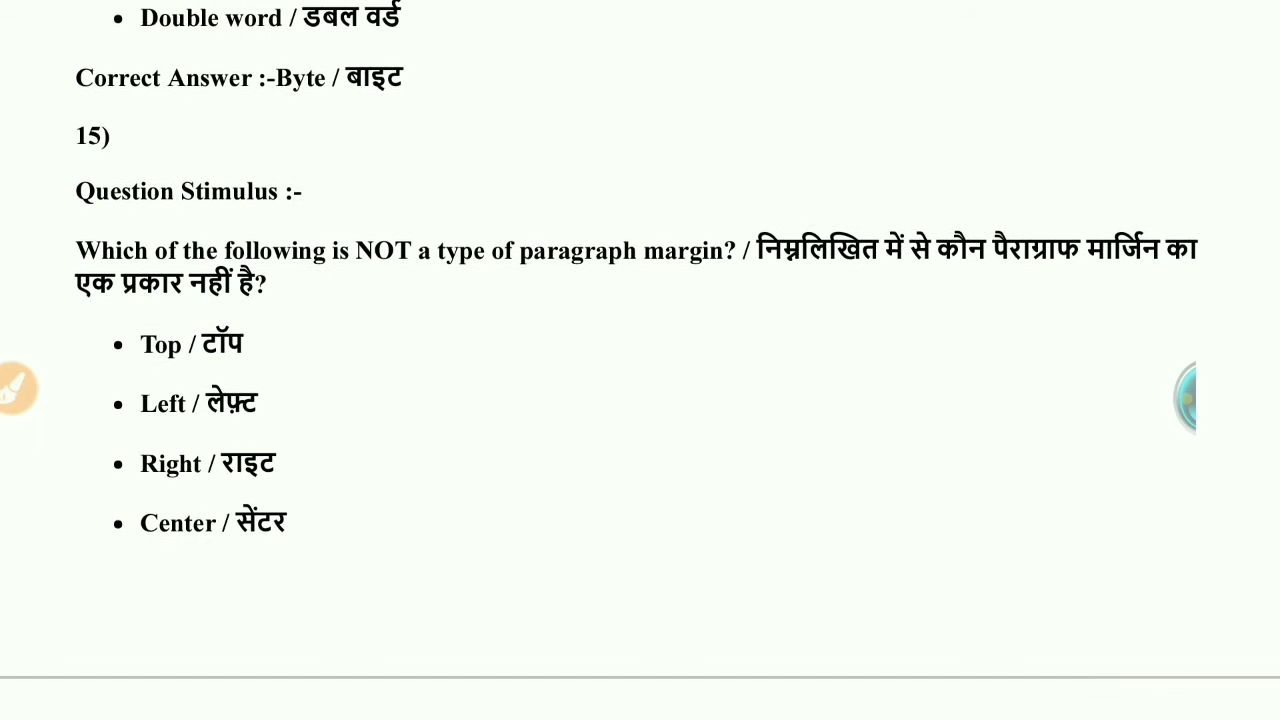 • Double word / डबल वर्ड
Correct Answer :-Byte / बाइट
15)
Question Stimulus :-
Which of the following is NOT a type of paragraph margin? / निम्नलिखित में से कौन पैराग्राफ मार्जिन का
एक प्रकार नहीं है?
• Top / टॉप
• Left / लेफ़्ट
• Right / राइट
• Center / सेंटर